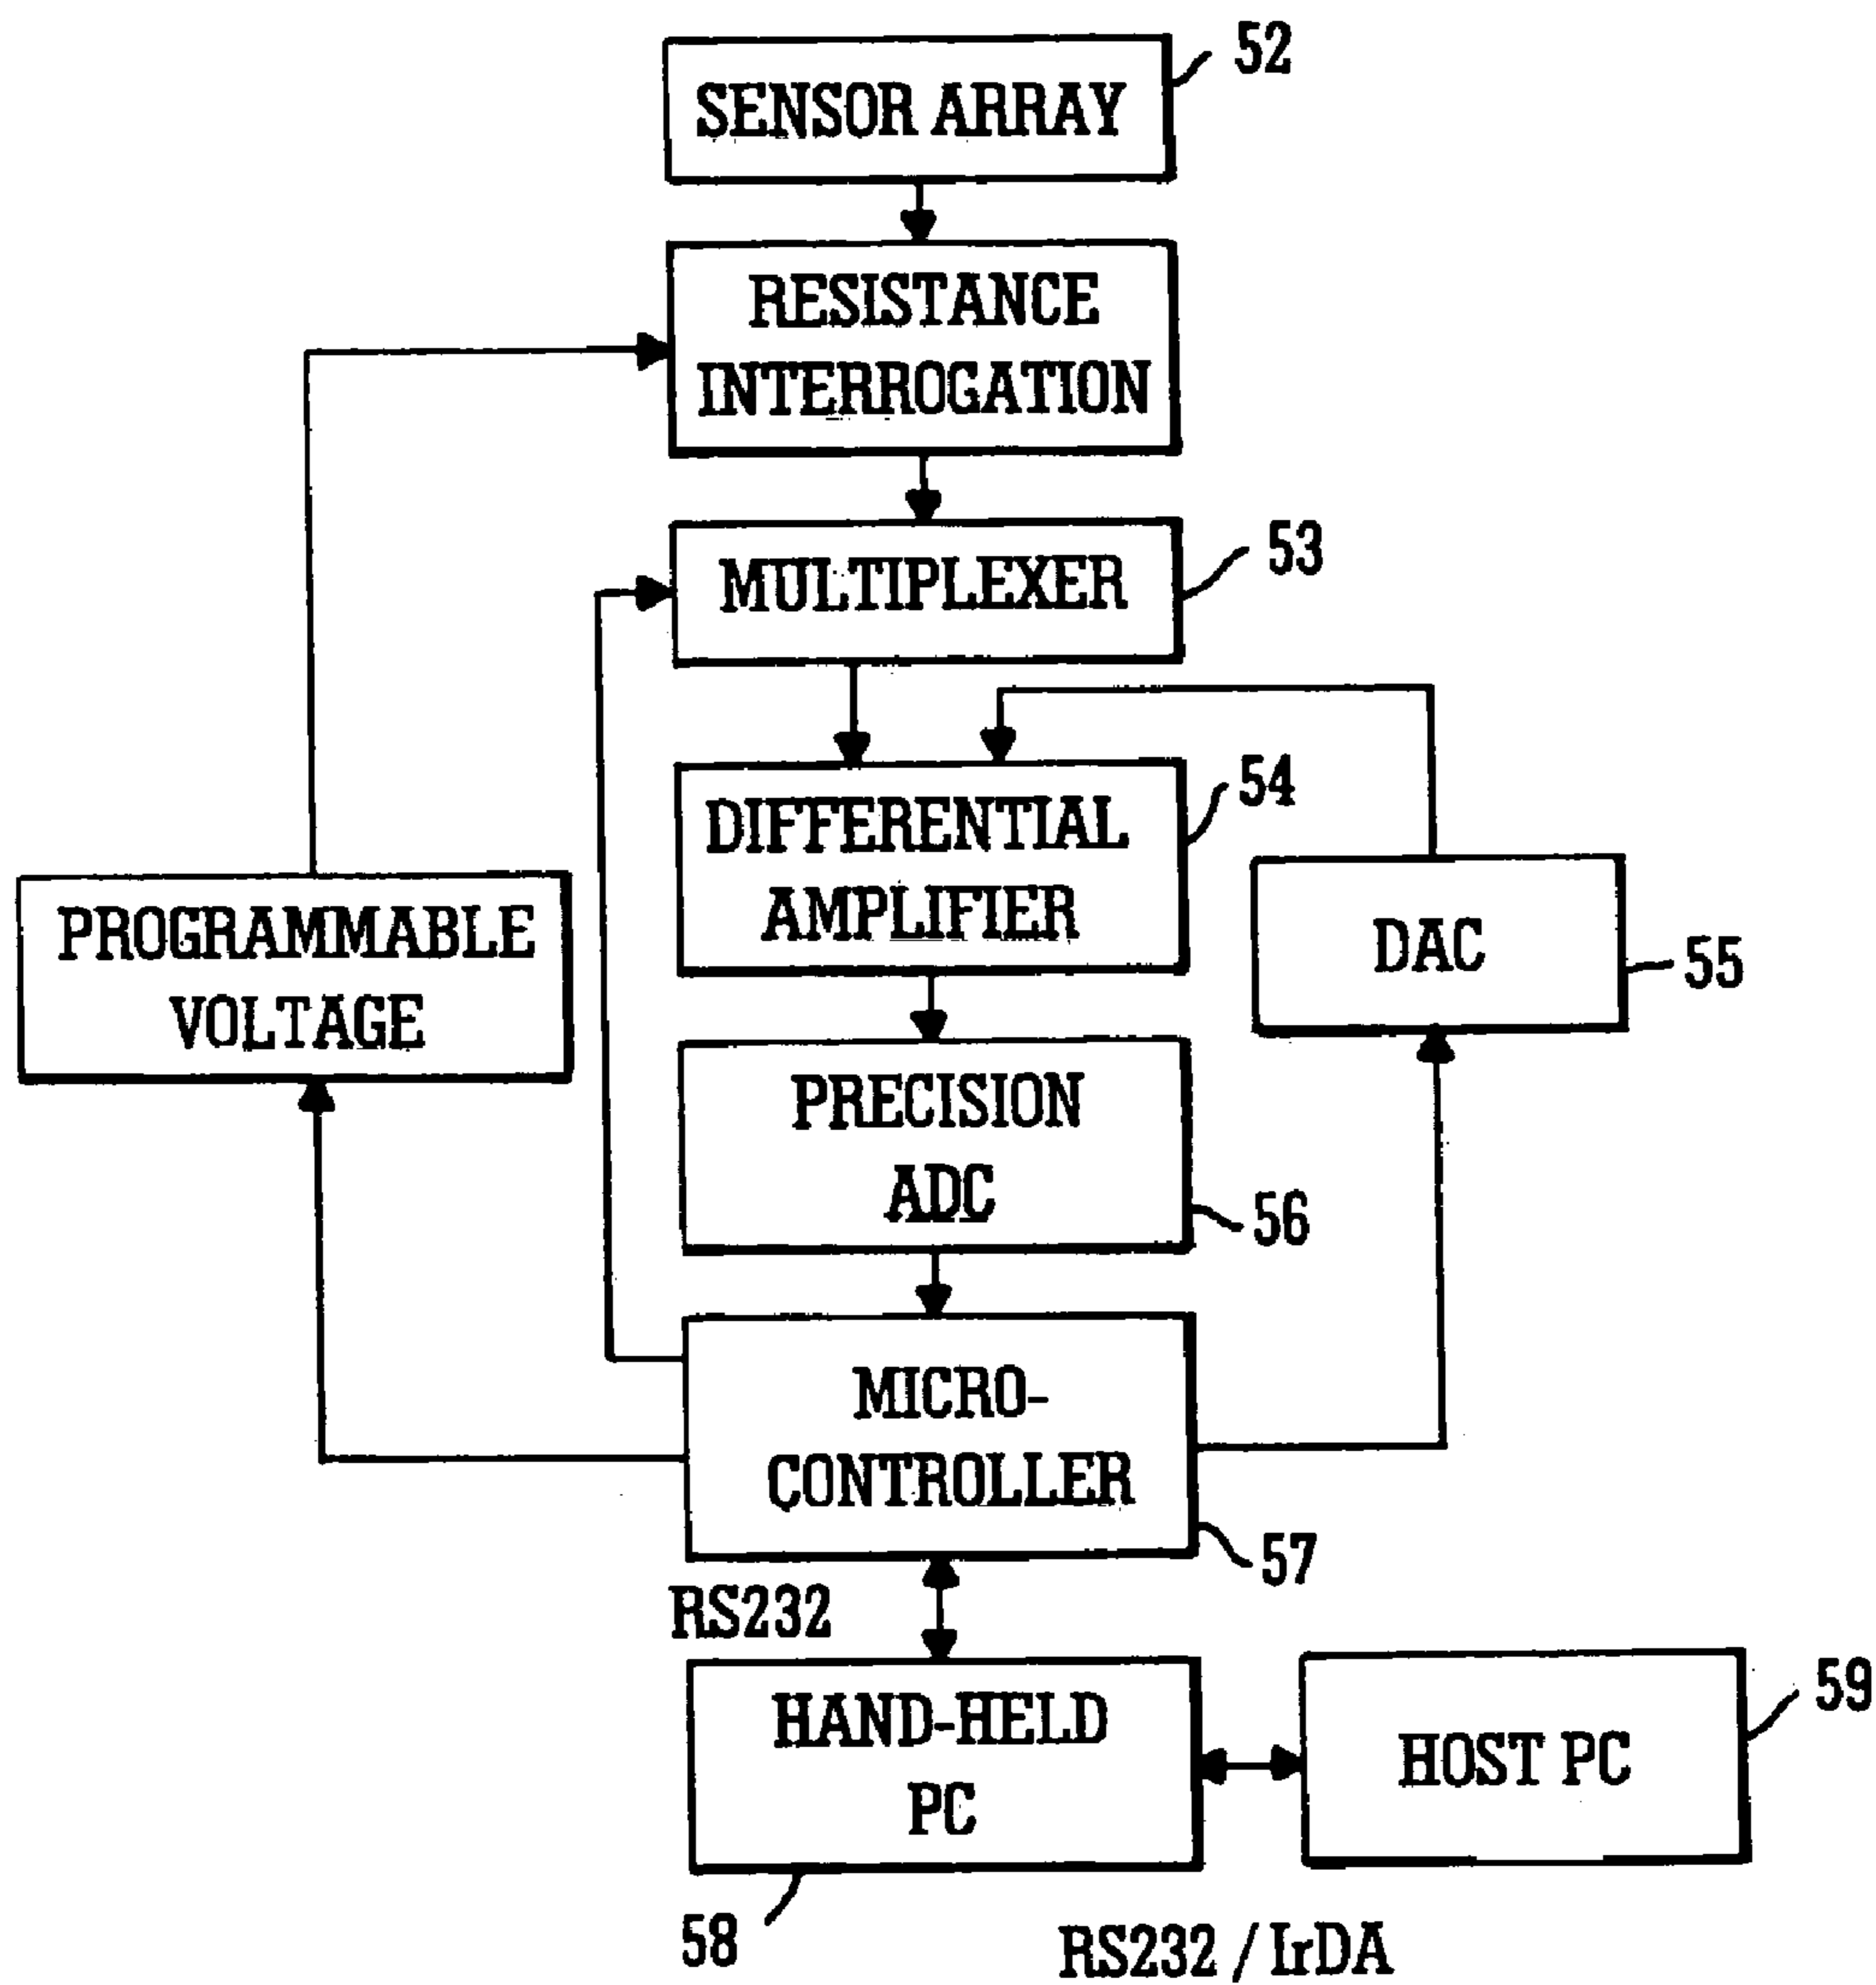 SENSOR ARRAY
52
RESISTANCE
INTERROGATION
MULTIPLEXER
53
DIFFERENTIAL
AMPLIFIER
54
PROGRAMMABLE
VOLTAGE
DAC
55
PRECISION
ADC
56
MICRO-
CONTROLLER
57
RS232
HAND-HELD
PC
58
HOST PC
59
RS232 / IrDA